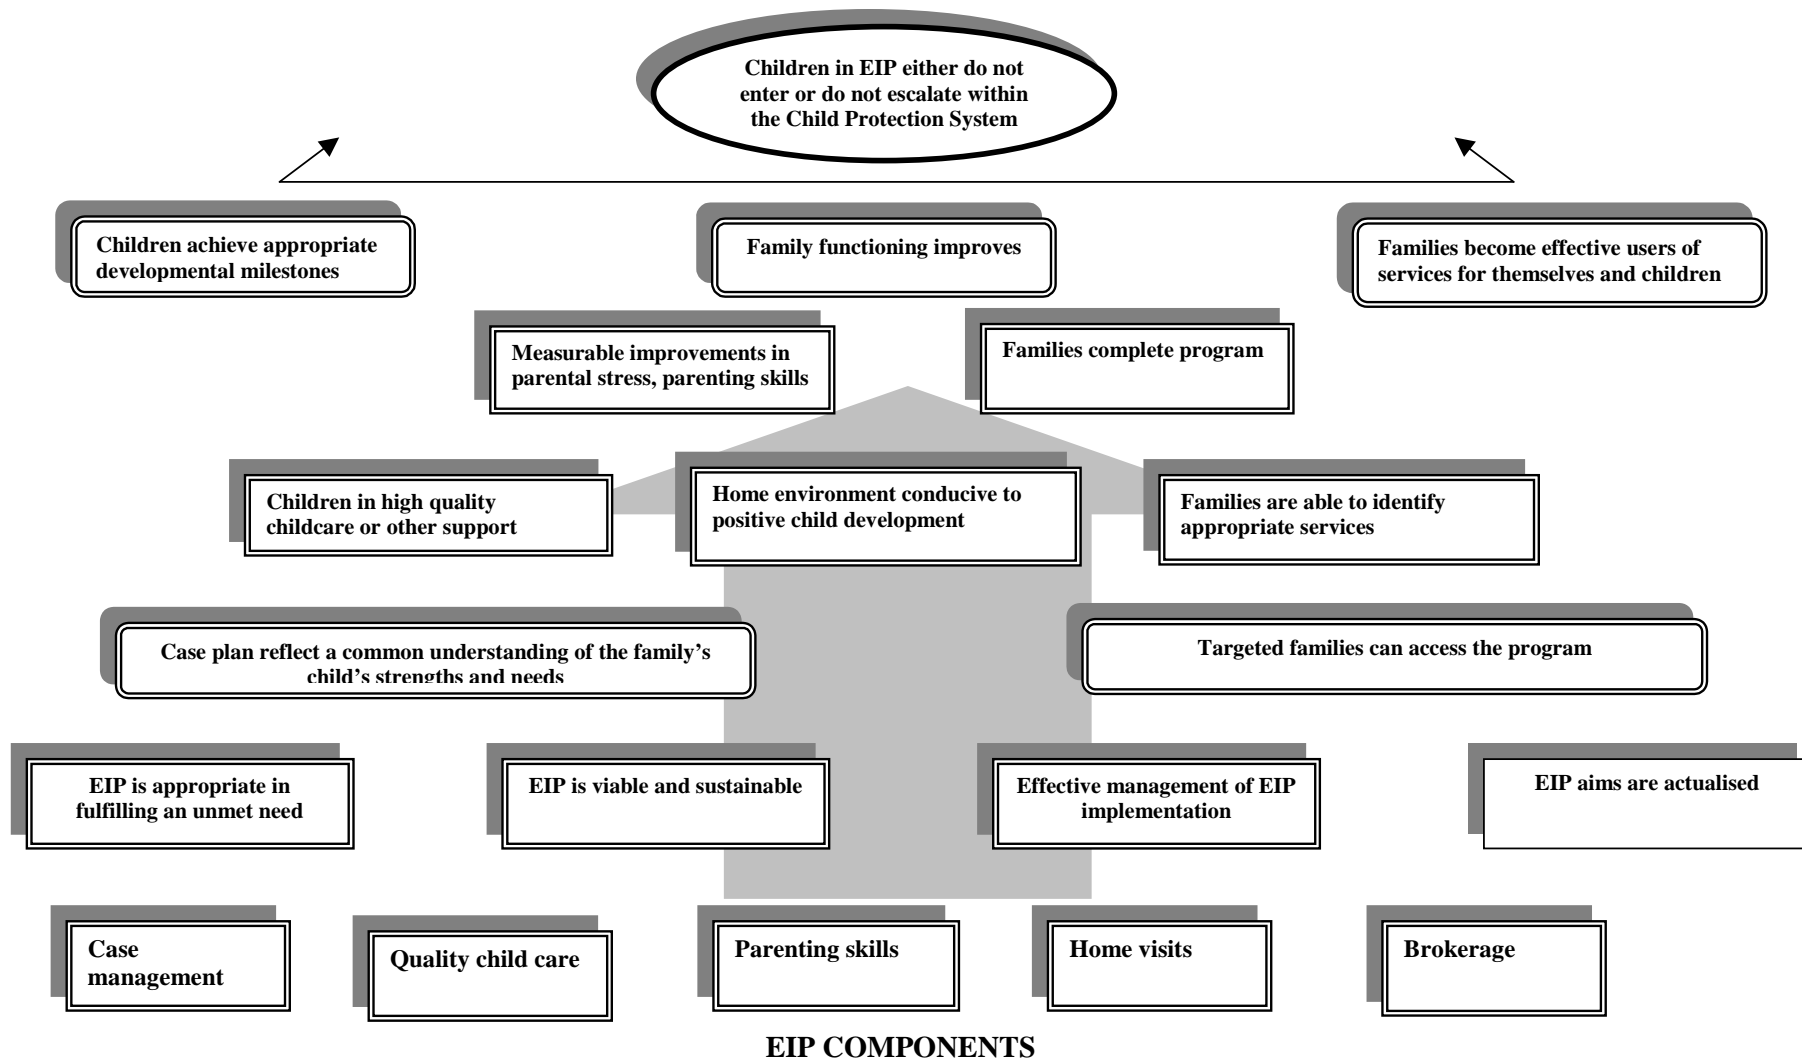 Children in EIP either do not
enter or do not escalate within
the Child Protection System
Children achieve appropriate
developmental milestones
Family functioning improves
Families become effective users of
services for themselves and children
Measurable improvements in
parental stress, parenting skills
Families complete program
Children in high quality
childcare or other support
Home environment conducive to
positive child development
Families are able to identify
appropriate services
Case plan reflect a common understanding of the family’s
child’s strengths and needs
Targeted families can access the program
EIP is appropriate in
fulfilling an unmet need
EIP is viable and sustainable
Effective management of EIP
implementation
EIP aims are actualised
Case
management
Quality child care
Parenting skills
Home visits
Brokerage
EIP COMPONENTS